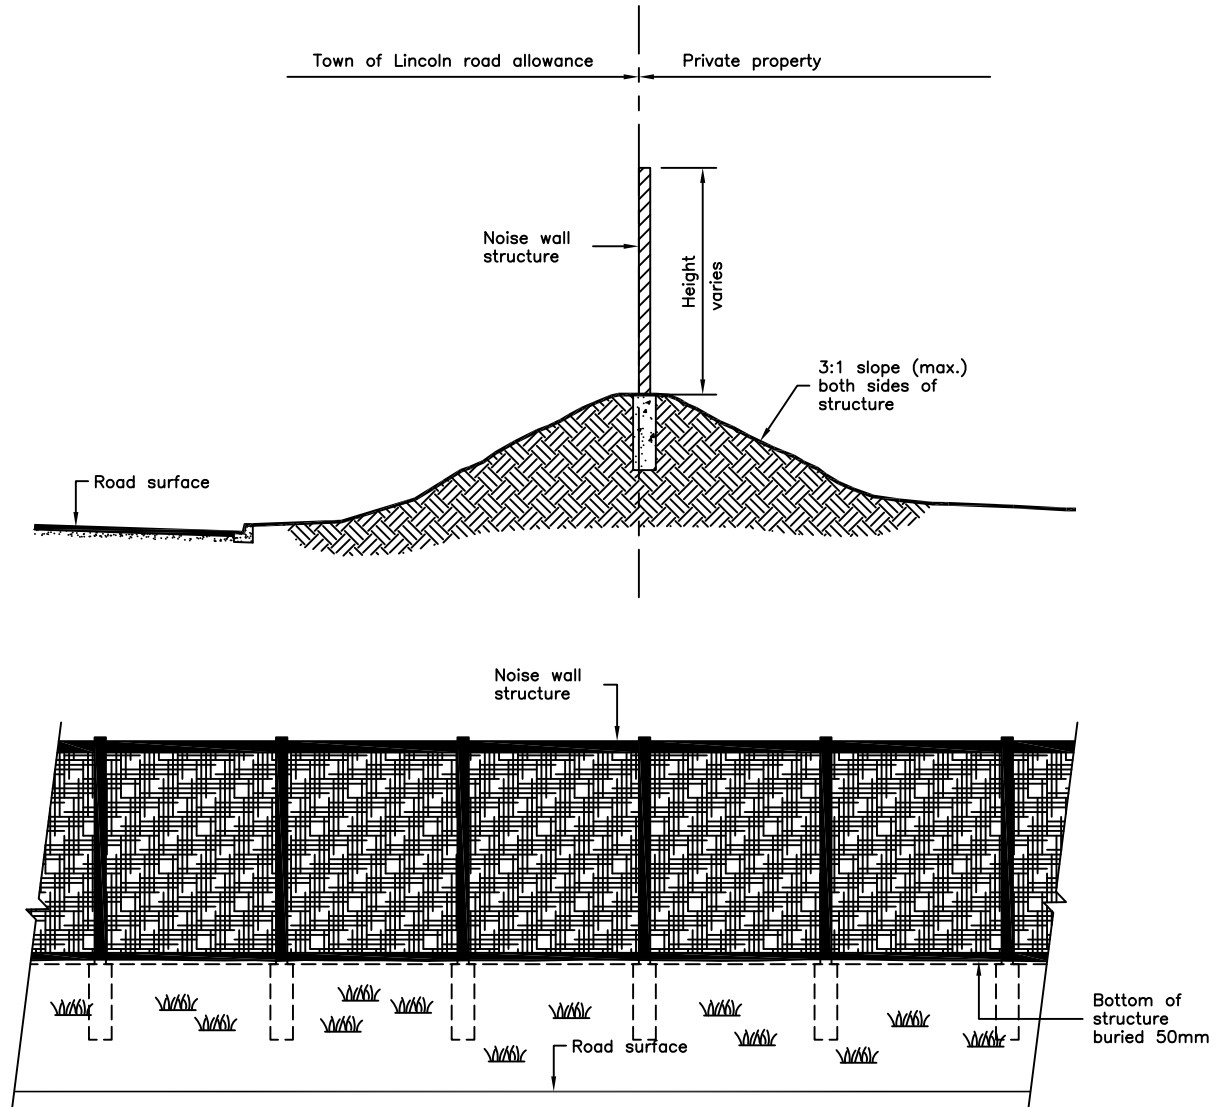 Town of Lincoln road allowance
Private property
Noise wall
structure
Height
varies
3:1 slope (max.)
both sides of
structure
Road surface
Noise wall
structure
Bottom of
structure
buried 50mm
Road surface